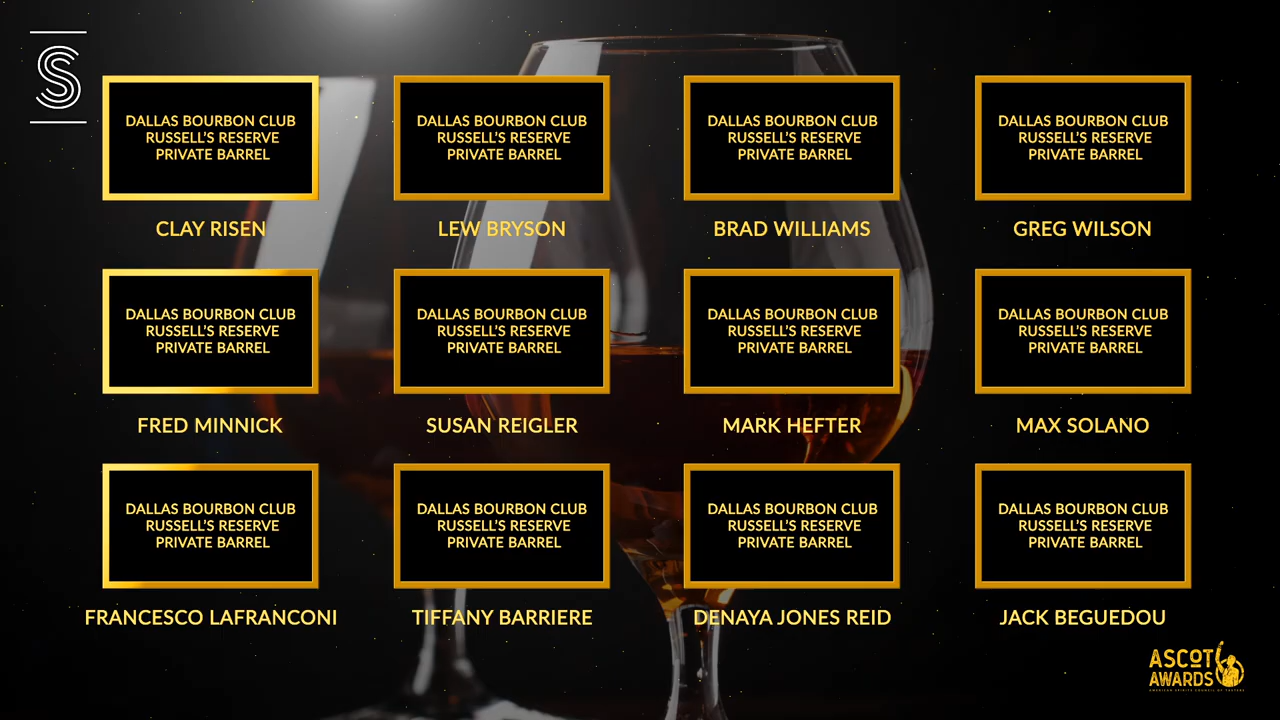 S
DALLAS BOURBON CLUB
RUSSELL'S RESERVE
PRIVATE BARREL
CLAY RISEN
DALLAS BOURBON CLUB
RUSSELL'S RESERVE
PRIVATE BARREL
LEW BRYSON
DALLAS BOURBON CLUB
RUSSELL'S RESERVE
PRIVATE BARREL
BRAD WILLIAMS
DALLAS BOURBON CLUB
RUSSELL'S RESERVE
PRIVATE BARREL
GREG WILSON
DALLAS BOURBON CLUB
RUSSELL'S RESERVE
PRIVATE BARREL
FRED MINNICK
DALLAS BOURBON CLUB
RUSSELL'S RESERVE
PRIVATE BARREL
SUSAN REIGLER
DALLAS BOURBON CLUB
RUSSELL'S RESERVE
PRIVATE BARREL
MARK HEFTER
DALLAS BOURBON CLUB
RUSSELL'S RESERVE
PRIVATE BARREL
MAX SOLANO
DALLAS BOURBON CLUB
RUSSELL'S RESERVE
PRIVATE BARREL
FRANCESCO LAFRANCONI
DALLAS BOURBON CLUB
RUSSELL'S RESERVE
PRIVATE BARREL
TIFFANY BARRIERE
DALLAS BOURBON CLUB
RUSSELL'S RESERVE
PRIVATE BARREL
DENAYA JONES REID
DALLAS BOURBON CLUB
RUSSELL'S RESERVE
PRIVATE BARREL
JACK BEGUEDOU
ASCOT
AWARDS
AMERICAN SPIRITS COUNCIL OF TASTERS